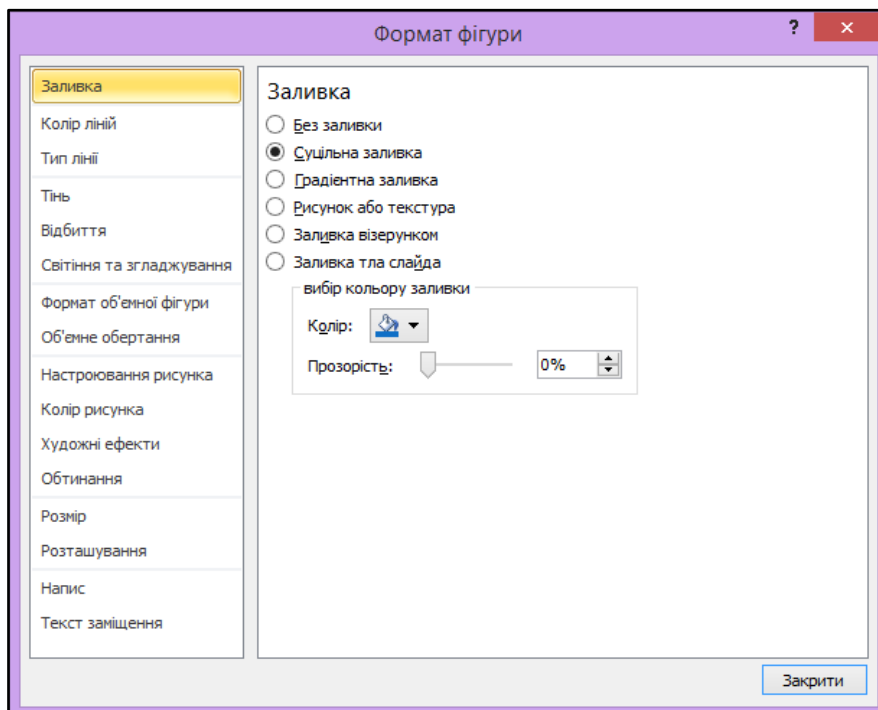 Формат фігури
?
Заливка
Колір ліній
Тип лінії
Тінь
Відбиття
Світіння та згладжування
Формат об'ємної фігури
Об'ємне обертання
Настроювання рисунка
Колір рисунка
Художні ефекти
Обтинання
Розмір
Розташування
Напис
Текст заміщення
Заливка
Без заливки
Суцільна заливка
Градієнтна заливка
Рисунок або текстура
Заливка візерунком
Заливка тла слайда
вибір кольору заливки
Колір:
Прозорість: 0%
Закрити